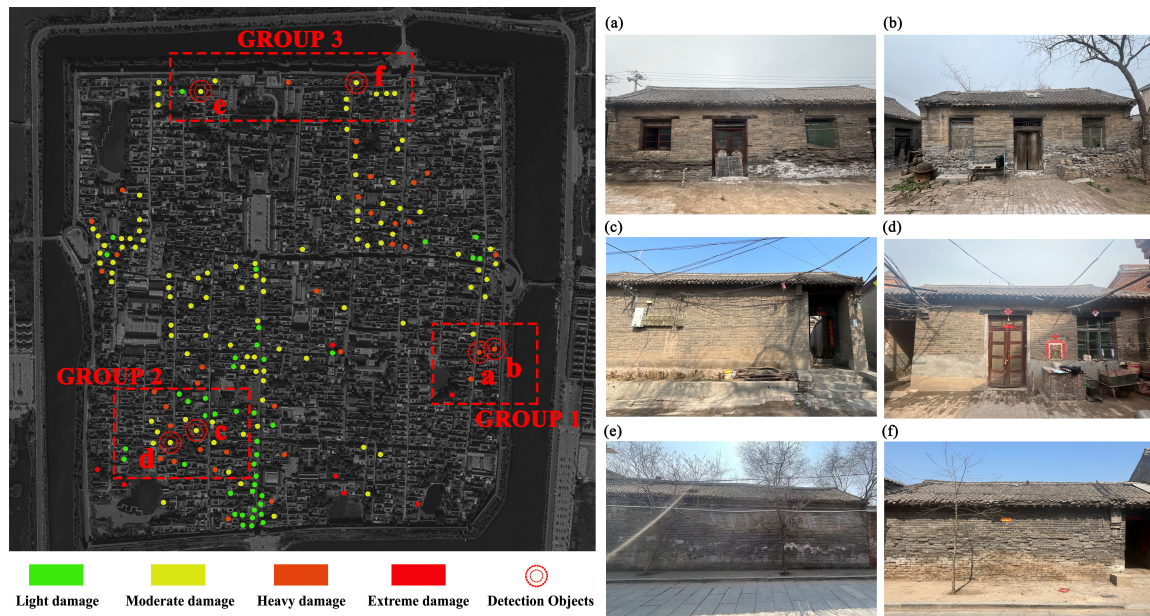 GROUP 3
f
e
a
b
GROUP 1
GROUP 2
c
d
Light damage
Moderate damage
Heavy damage
Extreme damage
Detection Objects
(a)
(b)
(c)
(d)
(e)
(f)